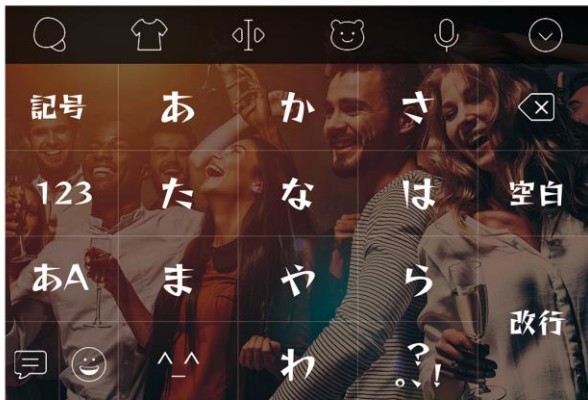 記号 あ か さ
123 た な は 空白
あA ま や ら
改行
^_^ わ 。?!